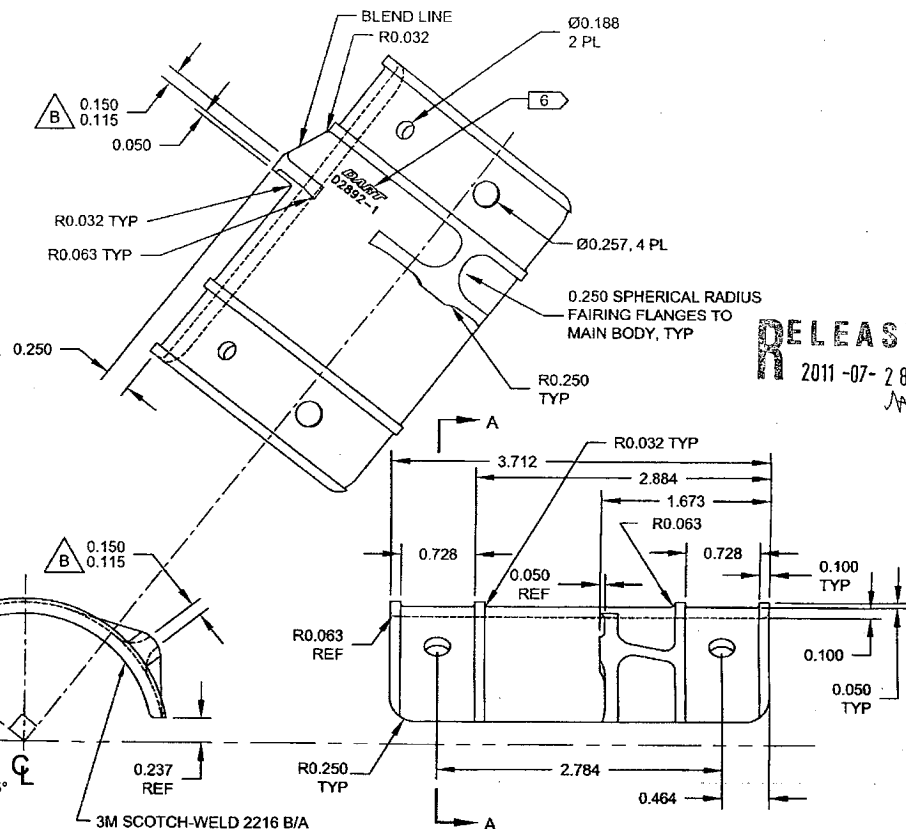 BLEND LINE
R0.032
Ø0.188
2 PL
6
B
0.150
0.115
0.050
DART
D2892-1
R0.032 TYP
R0.063 TYP
Ø0.257, 4 PL
0.250 SPHERICAL RADIUS
FAIRING FLANGES TO
MAIN BODY, TYP
RELEAS
2011-07-28
0.250
R0.250
TYP
A
R0.032 TYP
3.712
2.884
1.673
R0.063
B
0.150
0.115
0.728
0.050
REF
0.728
0.100
TYP
R0.063
REF
0.100
0.050
TYP
0.237
REF
R0.250
TYP
2.784
0.464
CL
3M SCOTCH-WELD 2216 B/A
A